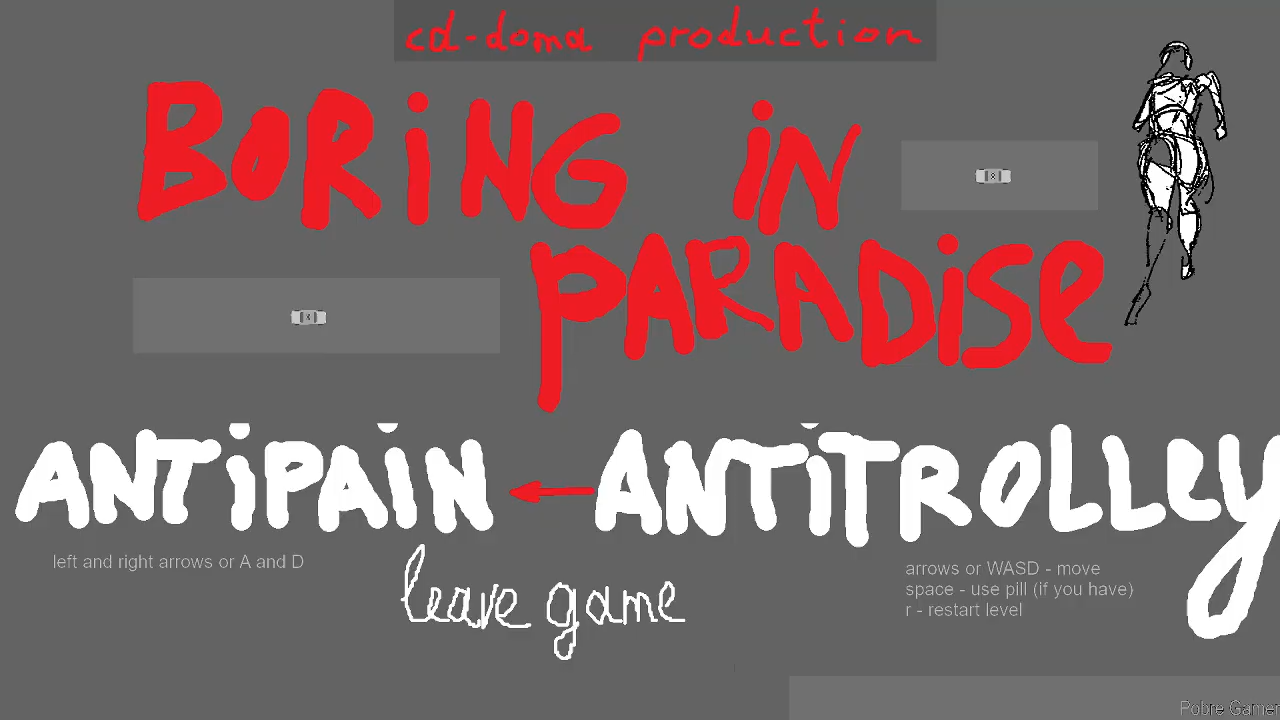 cd-doma production
BORiNG iN
PARADiSe
ANTiPAiN ANTiTROLLey
left and right arrows or A and D
arrows or WASD - move
space - use pill (if you have)
r - restart level
leave game
Pobre Gamer